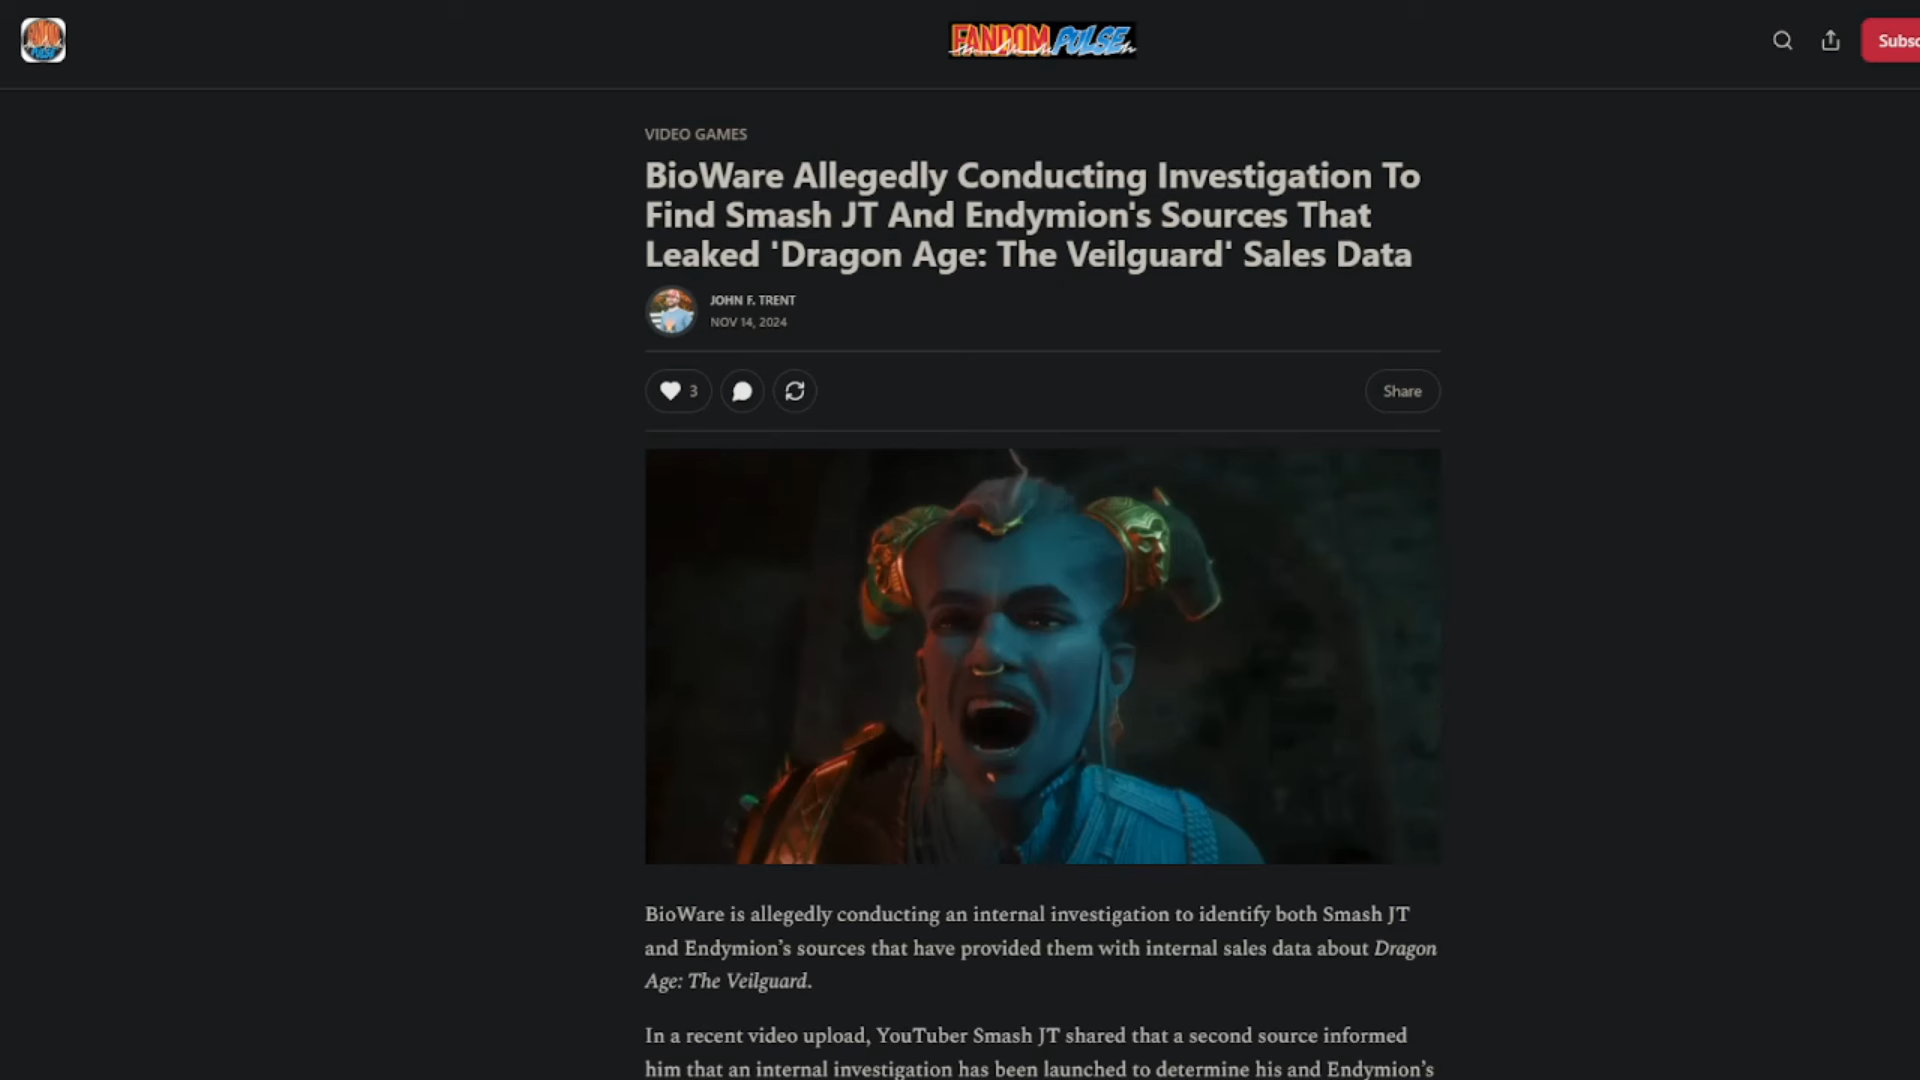 FANDOM PULSE
FANDOM PULSE
Subsc
VIDEO GAMES
BioWare Allegedly Conducting Investigation To
Find Smash JT And Endymion's Sources That
Leaked 'Dragon Age: The Veilguard' Sales Data
JOHN F. TRENT
NOV 14, 2024
3
Share
BioWare is allegedly conducting an internal investigation to identify both Smash JT
and Endymion’s sources that have provided them with internal sales data about Dragon
Age: The Veilguard.
In a recent video upload, YouTuber Smash JT shared that a second source informed
him that an internal investigation has been launched to determine his and Endymion’s